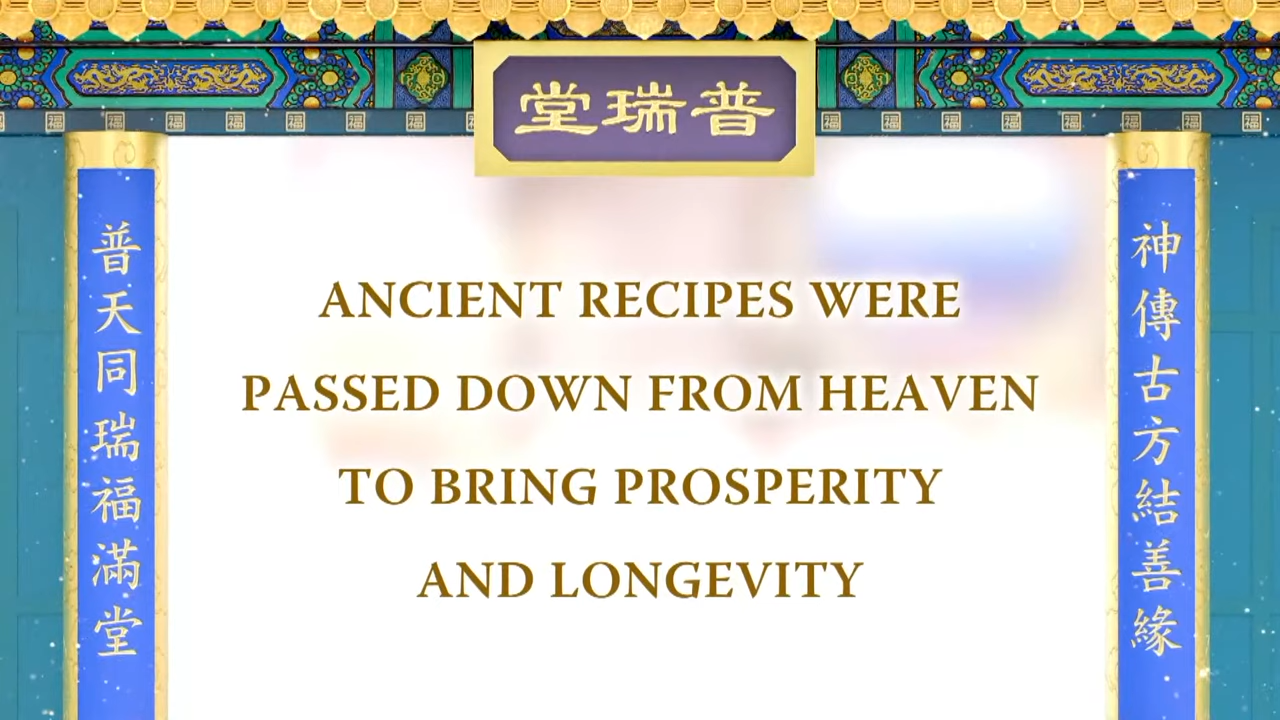 堂瑞普
神傳古方結善緣
普天同瑞福滿堂
ANCIENT RECIPES WERE
PASSED DOWN FROM HEAVEN
TO BRING PROSPERITY
AND LONGEVITY